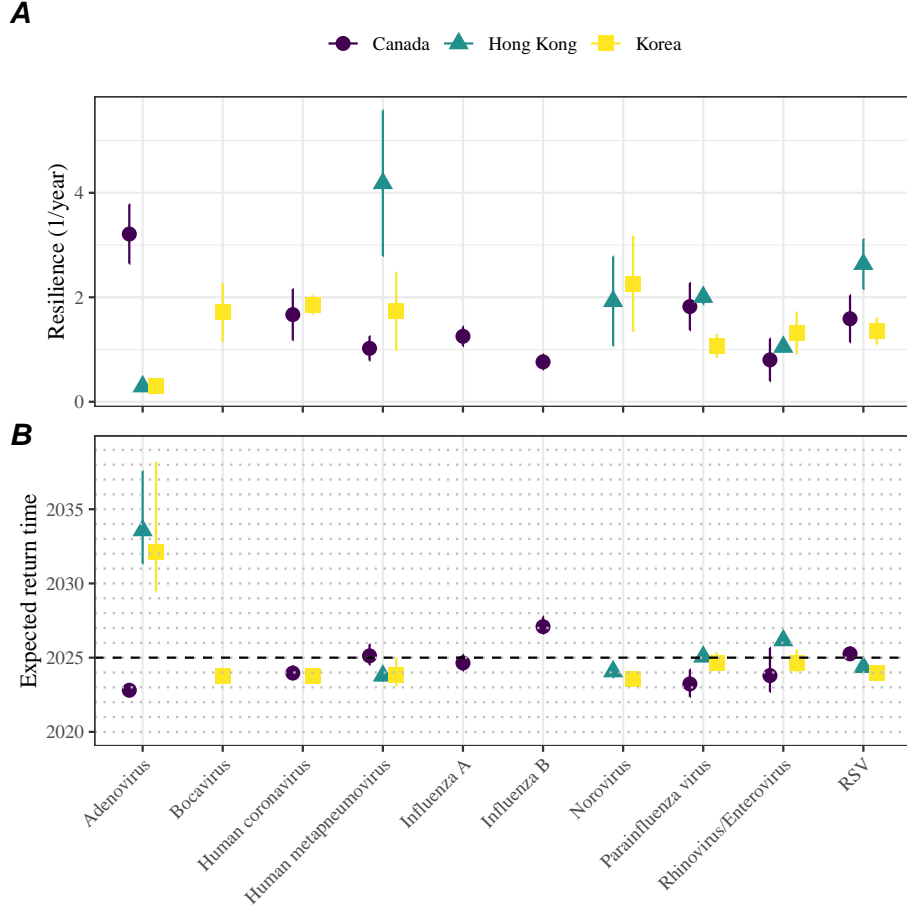 A
Canada Hong Kong Korea
Resilience (1/year)
4
2
0
B
Expected return time
2035
2030
2025
2020
Adenovirus
Bocavirus
Human coronavirus
Human metapneumovirus
Influenza A
Influenza B
Norovirus
Parainfluenza virus
Rhinovirus/Enterovirus
RSV